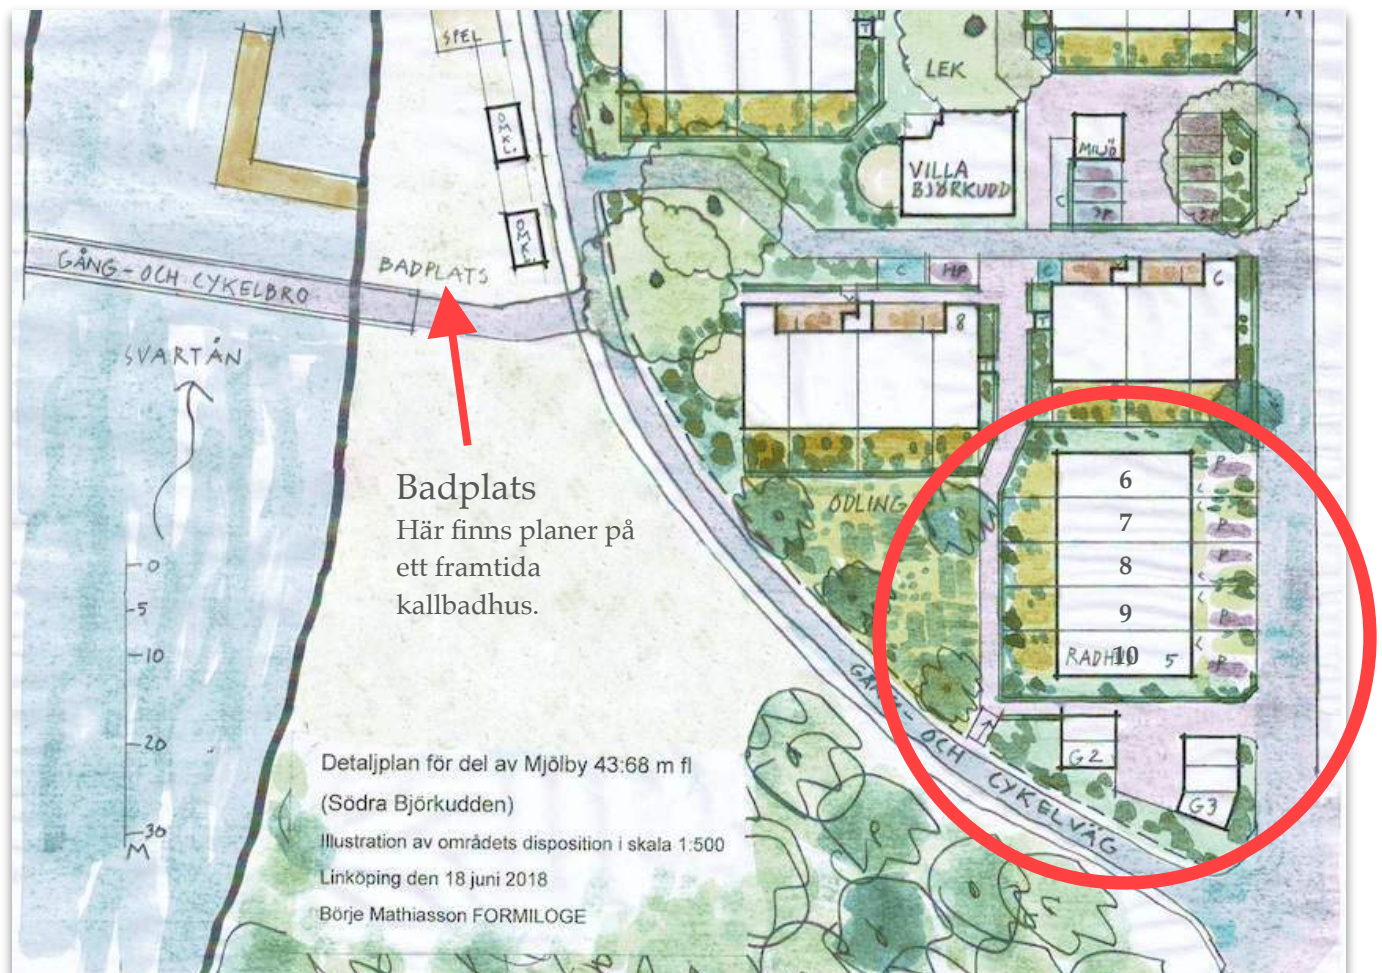 SPEL
LEK
OMKL.
MILJÖ
VILLA
BJÖRKUDD
C
C
OMKL.
GÅNG-OCH CYKELBRO
BADPLATS
C
HP
C
6
8
T
T
SVARTÅN
Badplats
Här finns planer på
ett framtida
kallbadhus.
ODLING
6
P
7
P
8
P
9
P
RADHUS
10
5
P
0
5
10
20
30
M
GÅNG-OCH CYKELVÄG
G2
G3
Detaljplan för del av Mjölby 43:68 m fl
(Södra Björkudden)
Illustration av områdets disposition i skala 1:500
Linköping den 18 juni 2018
Börje Mathiasson FORMILOGE